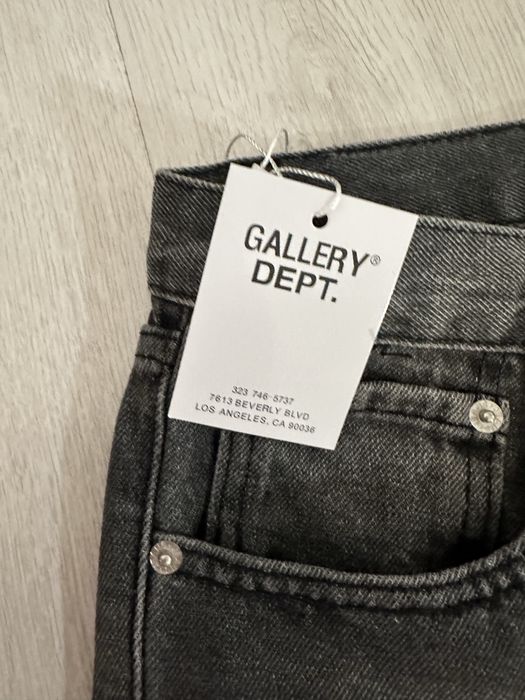 GALLERY®
DEPT.
323 746-5737
7613 BEVERLY BLVD
LOS ANGELES, CA 90036